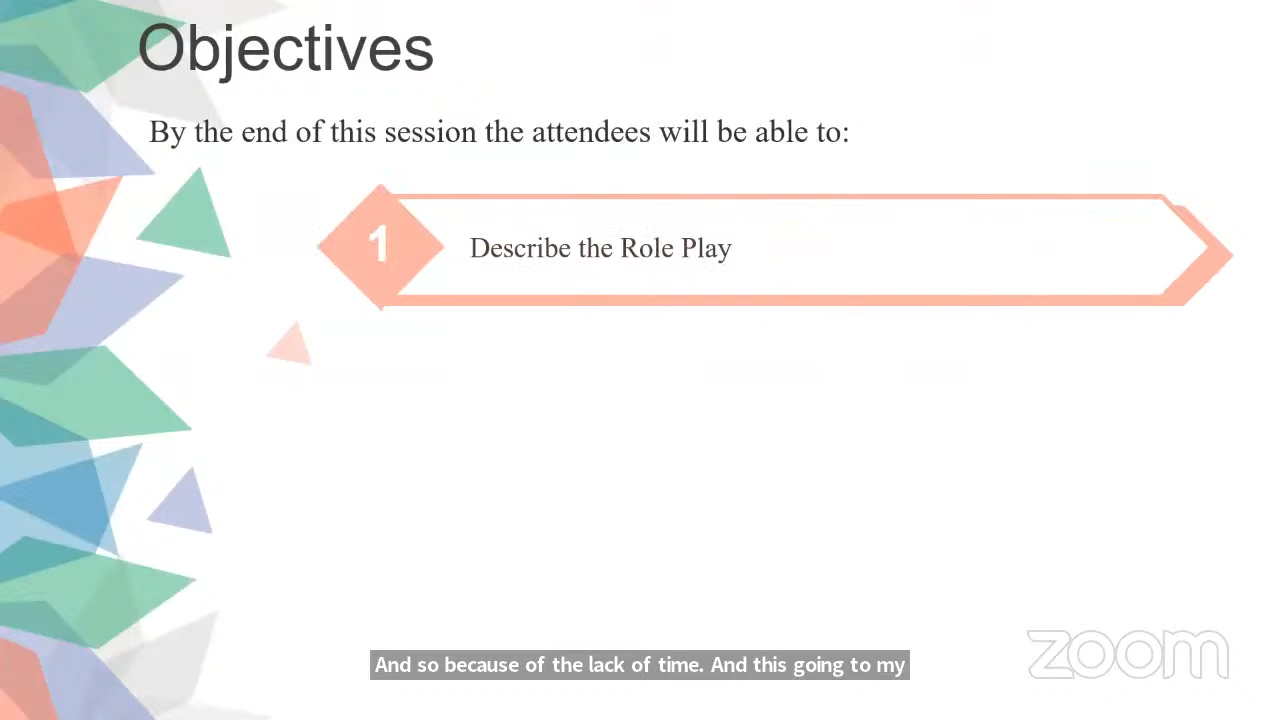 Objectives
By the end of this session the attendees will be able to:
1
Describe the Role Play
And so because of the lack of time. And this going to my
zoom